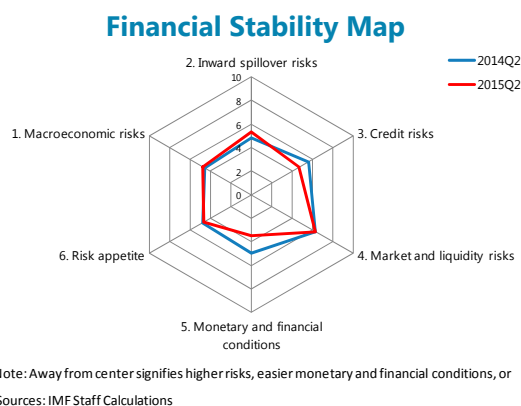 Financial Stability Map
2. Inward spillover risks
2014Q2
2015Q2
10
8
6
4
2
0
1. Macroeconomic risks
3. Credit risks
6. Risk appetite
4. Market and liquidity risks
5. Monetary and financial
conditions
Note: Away from center signifies higher risks, easier monetary and financial conditions, or
Sources: IMF Staff Calculations